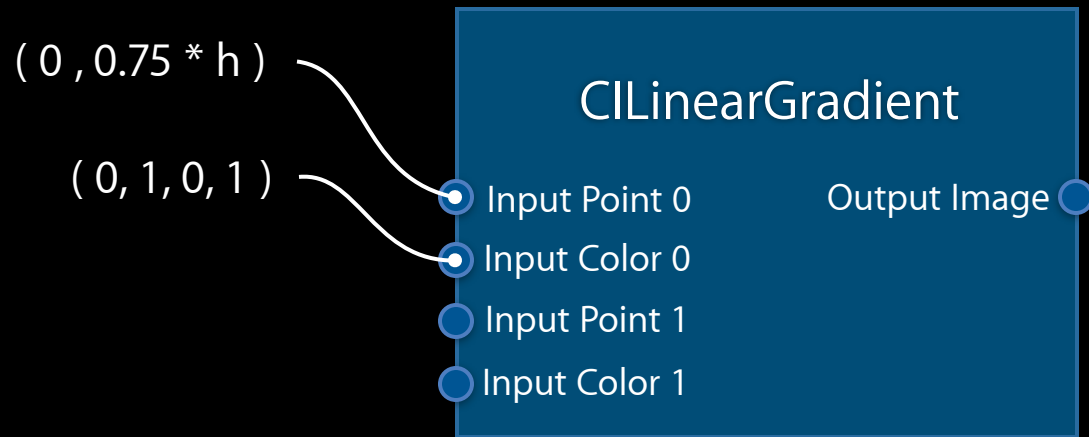 ( 0 , 0.75 * h )
( 0, 1, 0, 1 )
CILinearGradient
Input Point 0
Output Image
Input Color 0
Input Point 1
Input Color 1